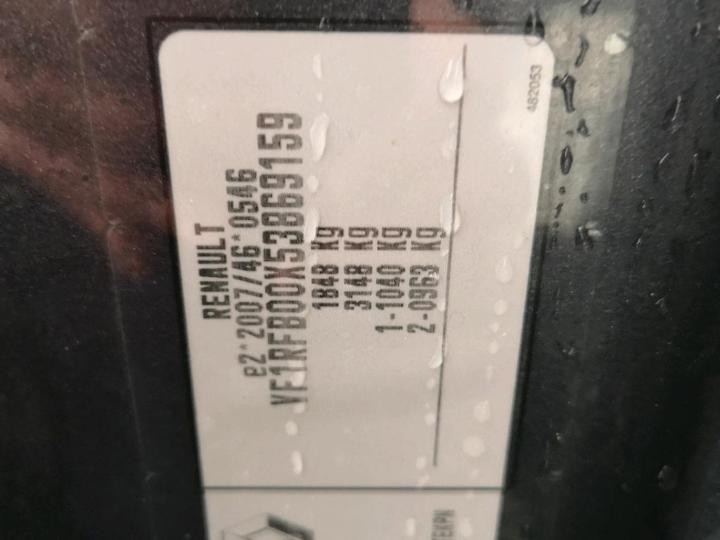 RENAULT
e2*2007/46*0546
VF1RFB00X53869159
1848 Kg
3148 Kg
1-1040 Kg
2-0963 Kg
482053